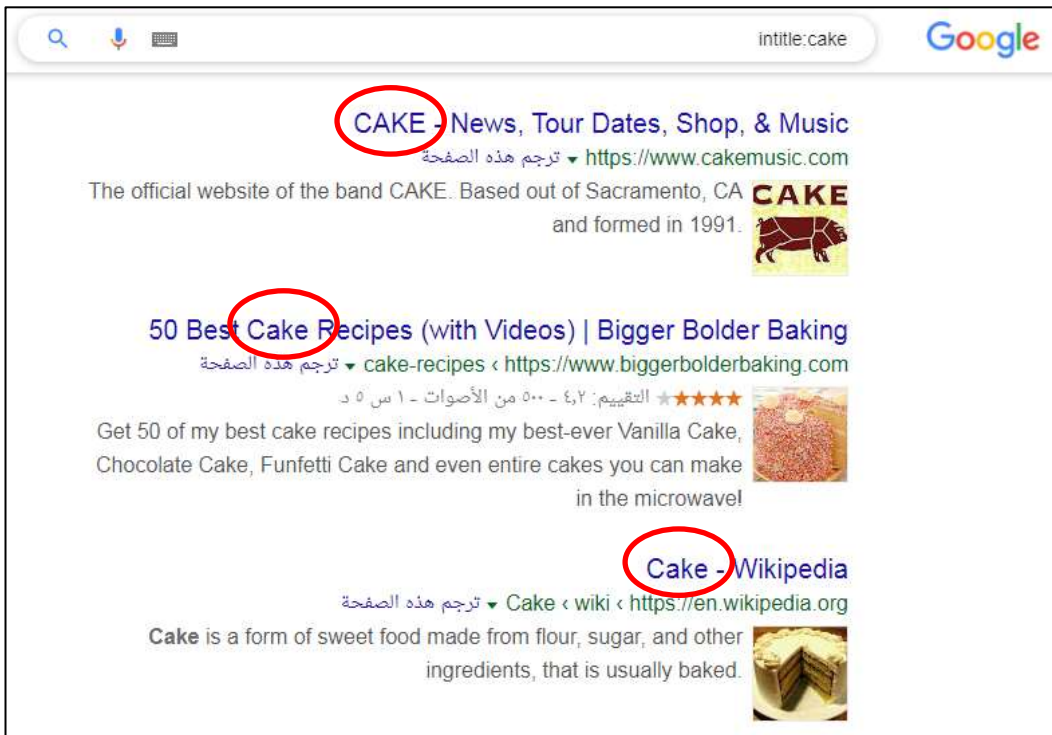 intitle:cake
Google
CAKE - News, Tour Dates, Shop, & Music
https://www.cakemusic.com ▾ ترجم هذه الصفحة
The official website of the band CAKE. Based out of Sacramento, CA
and formed in 1991.
CAKE
50 Best Cake Recipes (with Videos) | Bigger Bolder Baking
https://www.biggerbolderbaking.com › cake-recipes ▾ ترجم هذه الصفحة
التقييم: ٤,٢ - ٥٠٠ من الأصوات - ١ س ٥ د
Get 50 of my best cake recipes including my best-ever Vanilla Cake,
Chocolate Cake, Funfetti Cake and even entire cakes you can make
in the microwave!
Cake - Wikipedia
https://en.wikipedia.org › wiki › Cake ▾ ترجم هذه الصفحة
Cake is a form of sweet food made from flour, sugar, and other
ingredients, that is usually baked.